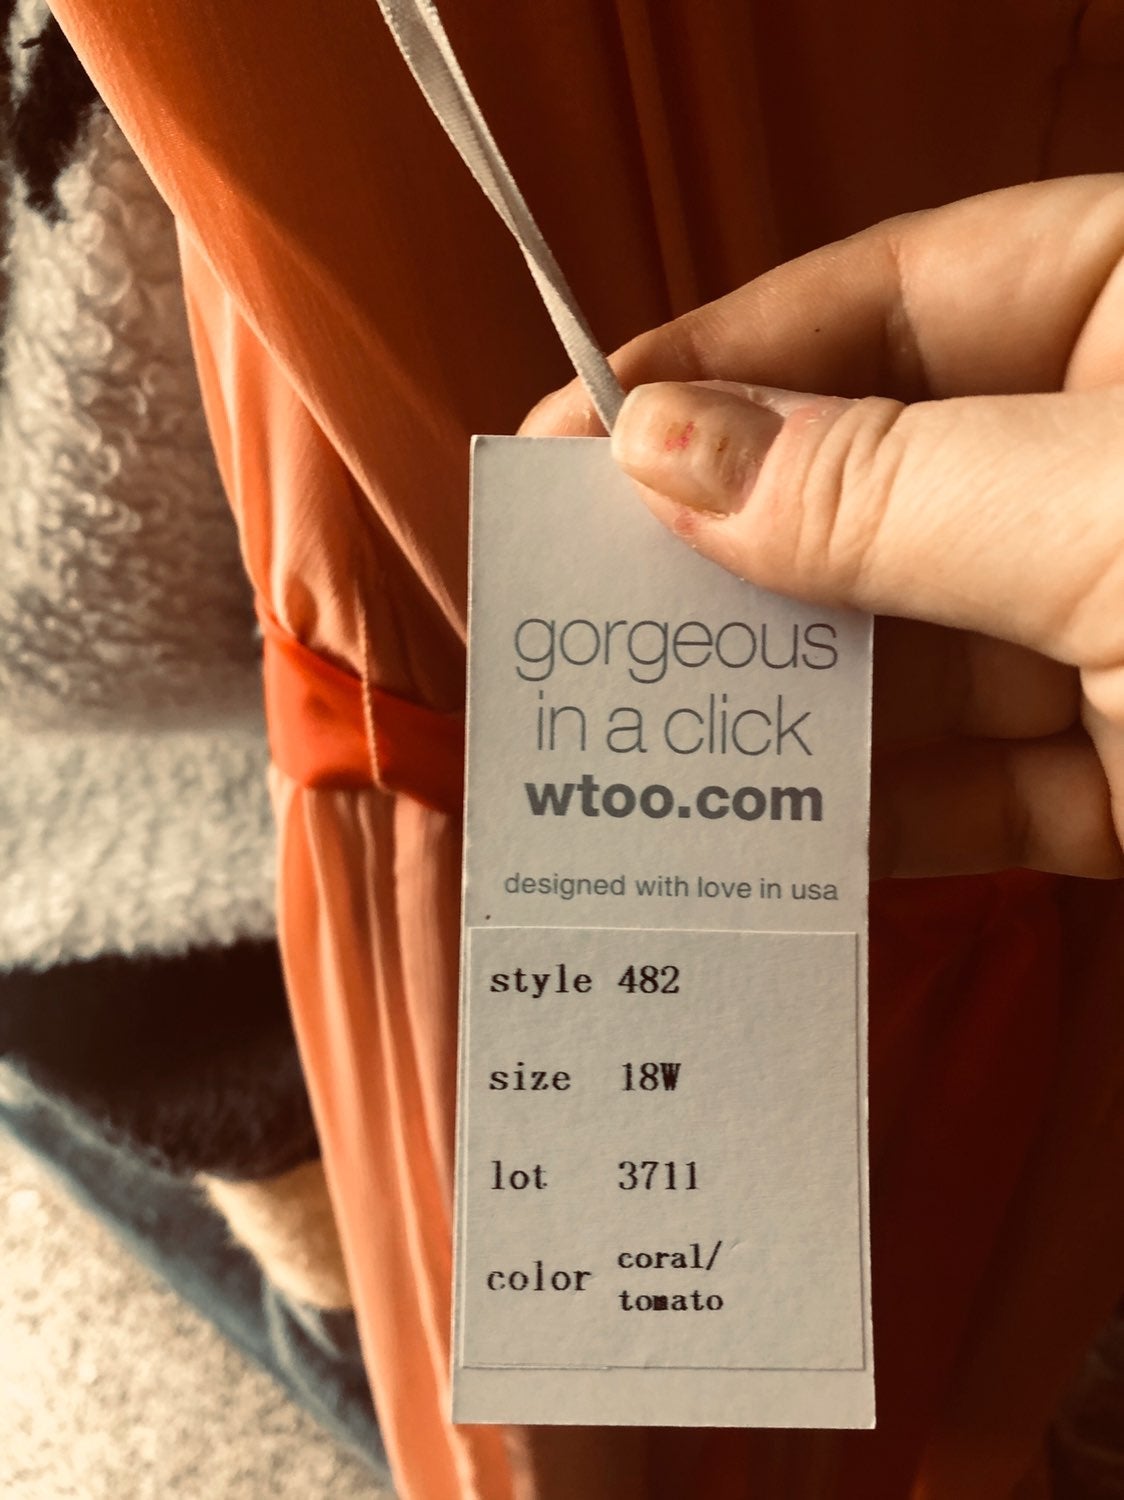 gorgeous
in a click
wtoo.com
designed with love in usa
style 482
size 18W
lot 3711
color coral/
tomato